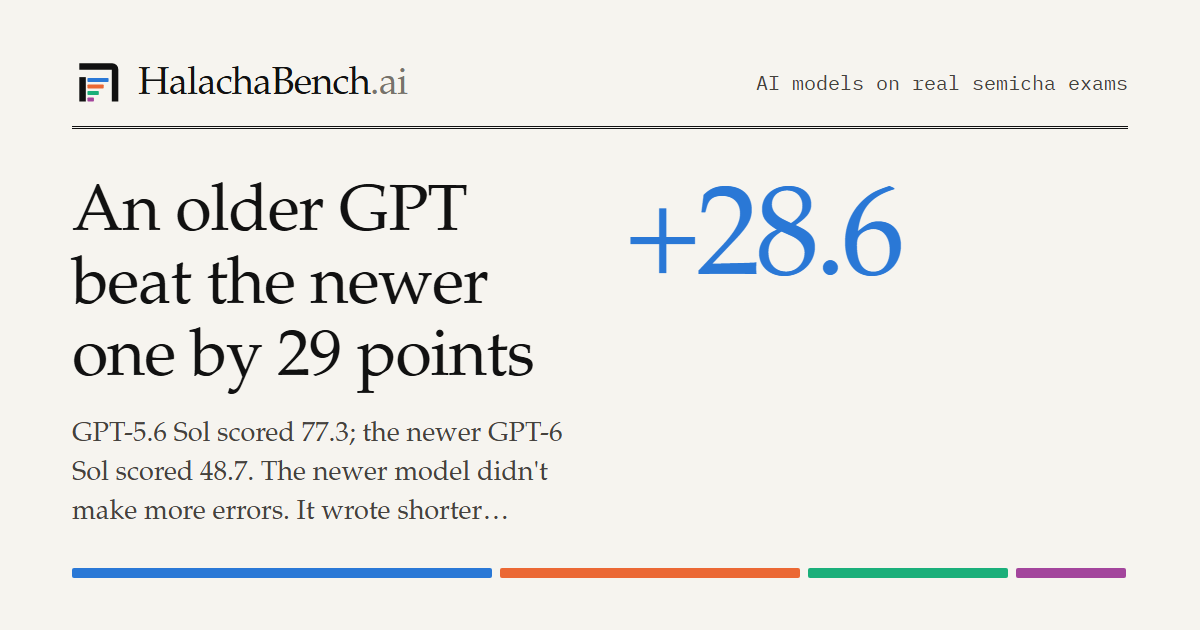 HalachaBench.ai
AI models on real semicha exams
An older GPT
beat the newer
one by 29 points
+28.6
GPT-5.6 Sol scored 77.3; the newer GPT-6
Sol scored 48.7. The newer model didn't
make more errors. It wrote shorter…